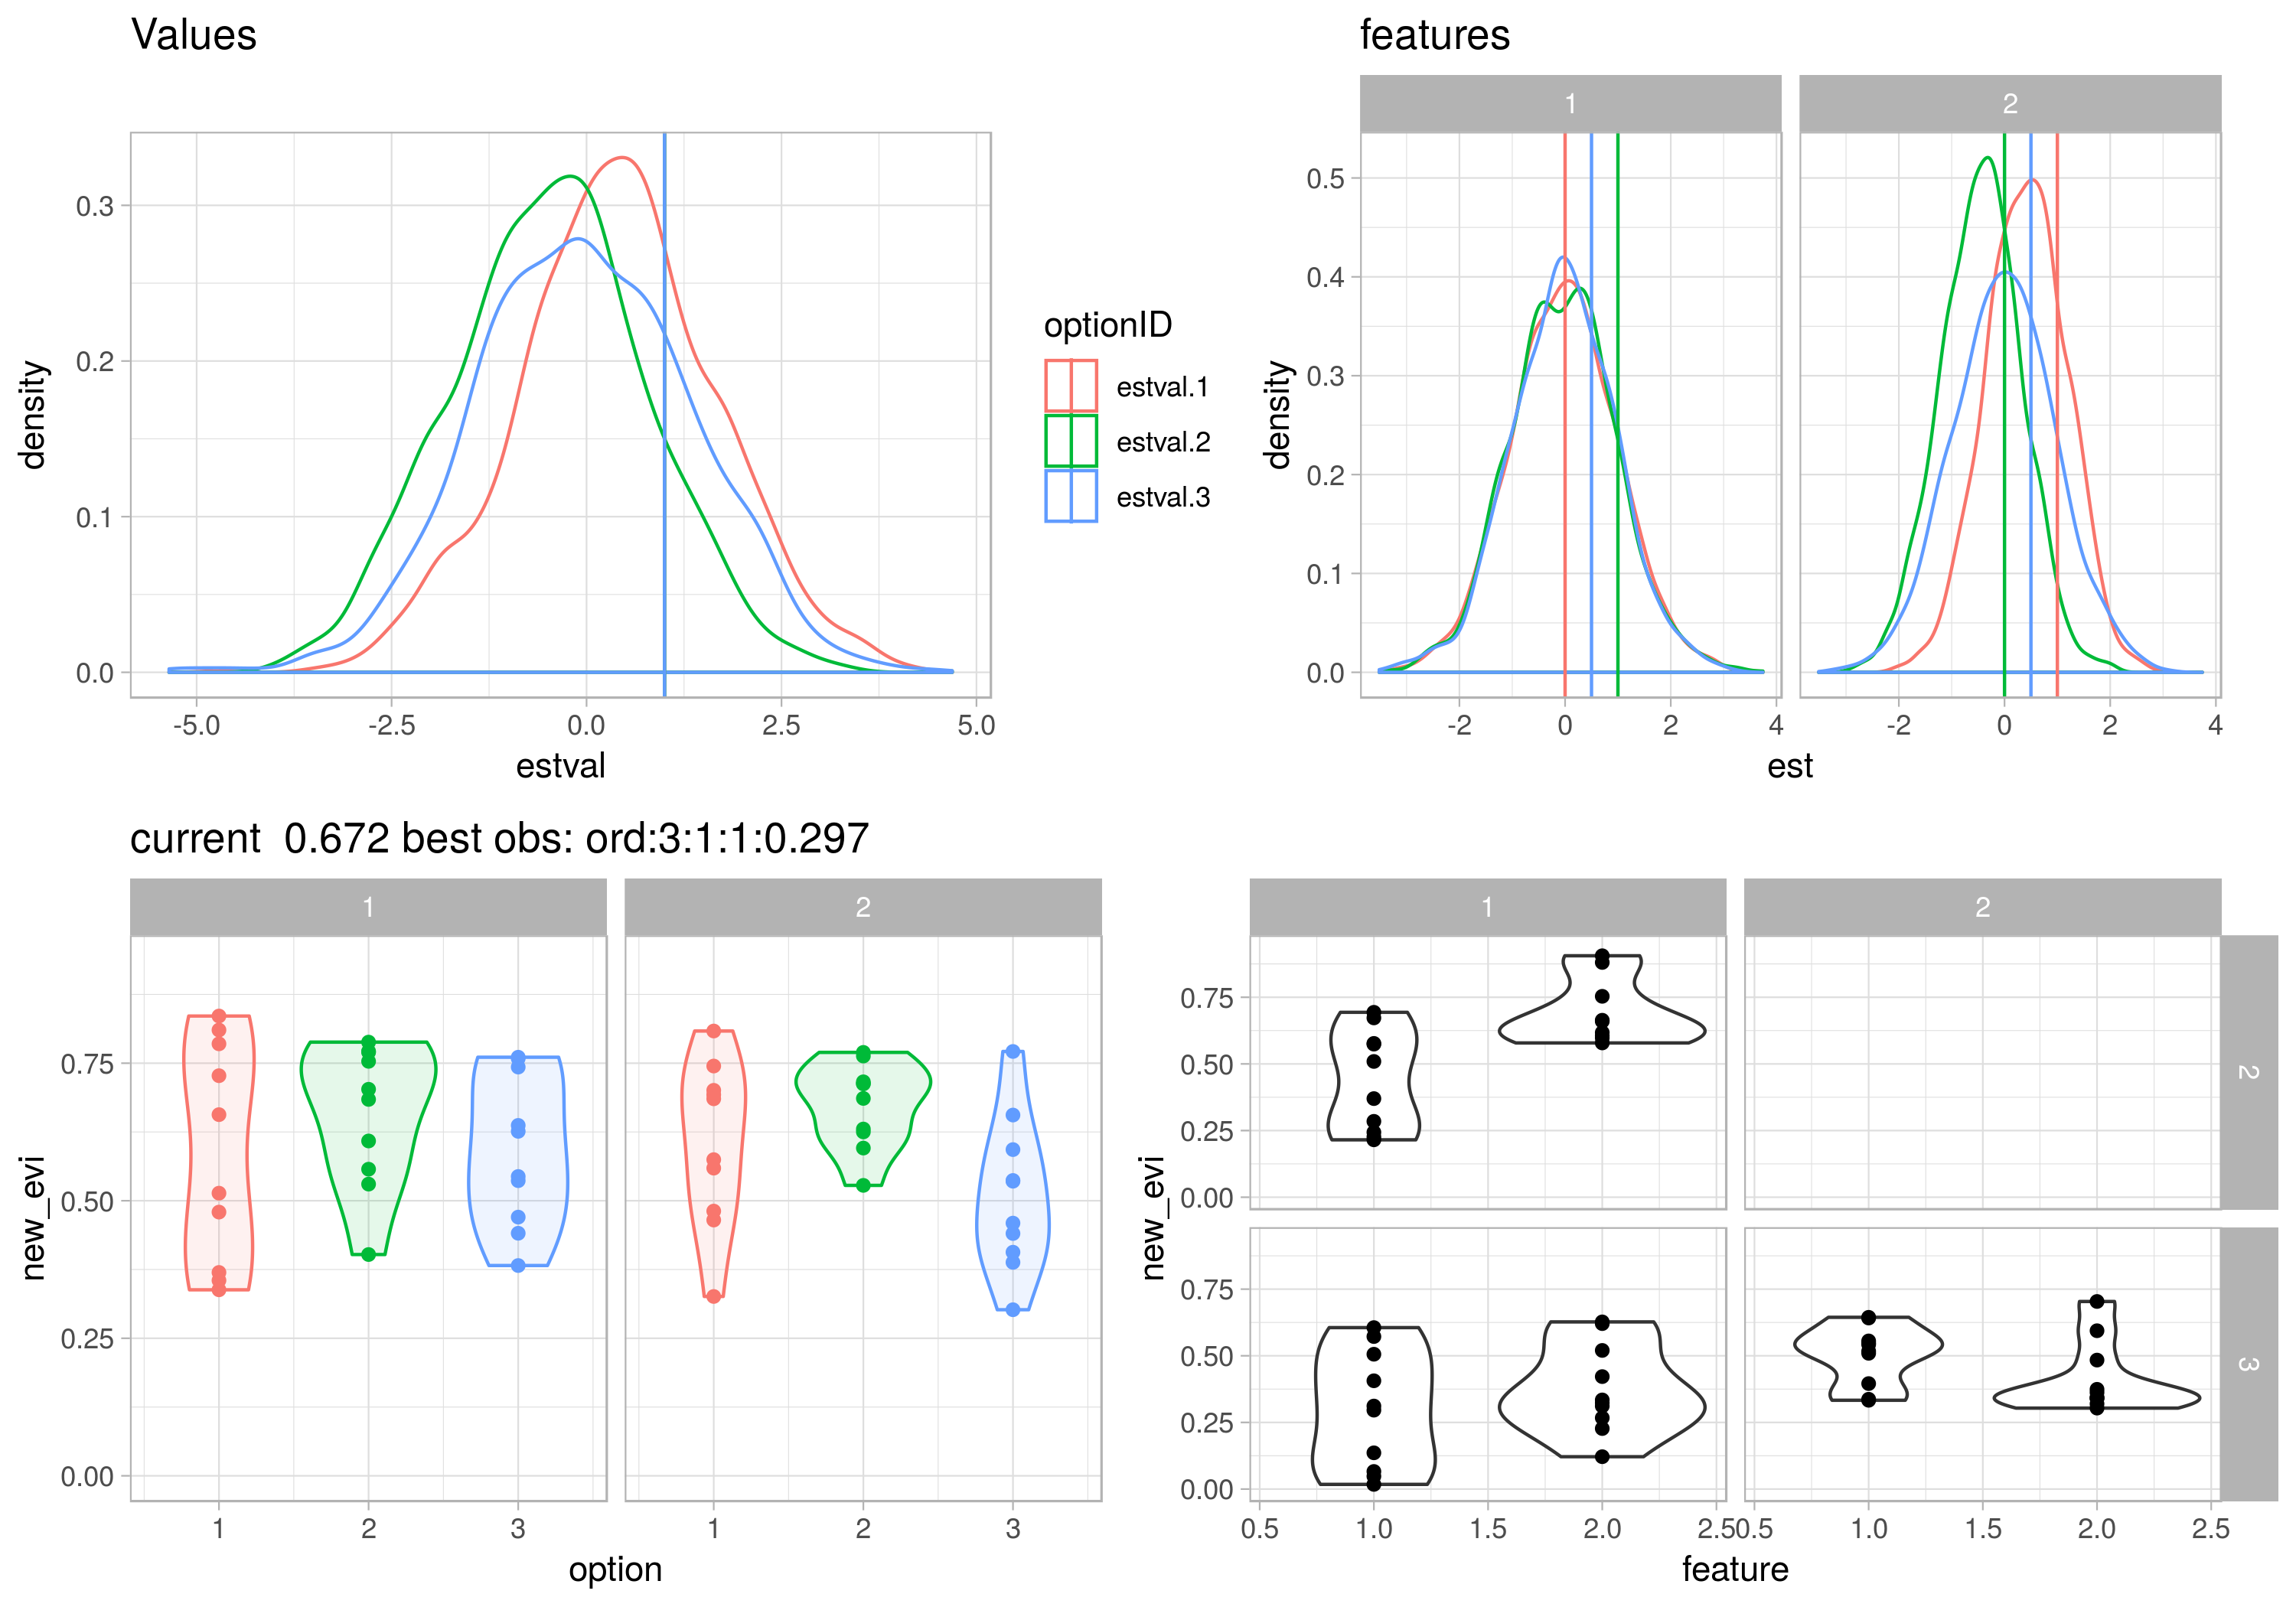 Values
density
0.3
0.2
0.1
0.0
-5.0 -2.5 0.0 2.5 5.0
estval
optionID
estval.1
estval.2
estval.3
features
1 2
density
0.5
0.4
0.3
0.2
0.1
0.0
-2 0 2 4 -2 0 2 4
est
current 0.672 best obs: ord:3:1:1:0.297
1 2
new_evi
0.75
0.50
0.25
0.00
1 2 3 1 2 3
option
1 2
new_evi
0.75
0.50
0.25
0.00
2
0.75
0.50
0.25
0.00
3
0.5 1.0 1.5 2.0 2.5 0.5 1.0 1.5 2.0 2.5
feature